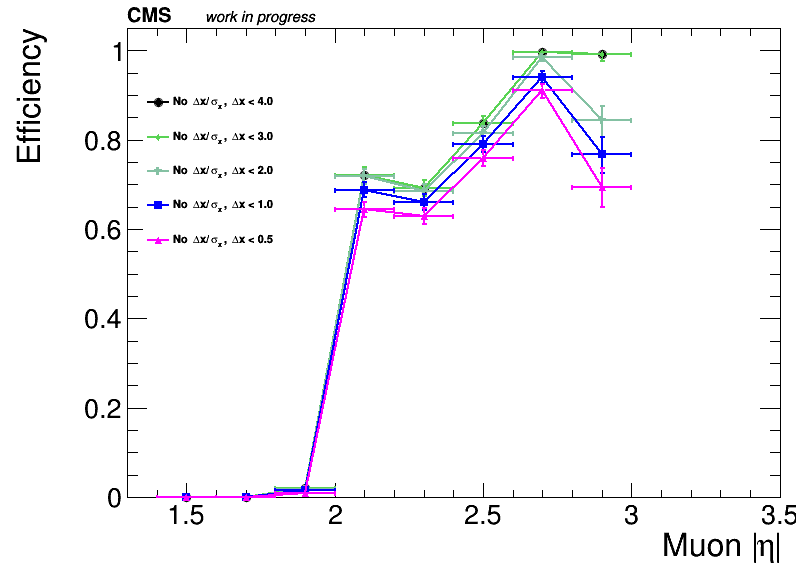 CMS work in progress
Efficiency
1
0.8
0.6
0.4
0.2
0
No Δx/σx, Δx < 4.0
No Δx/σx, Δx < 3.0
No Δx/σx, Δx < 2.0
No Δx/σx, Δx < 1.0
No Δx/σx, Δx < 0.5
1.5 2 2.5 3 3.5
Muon |η|